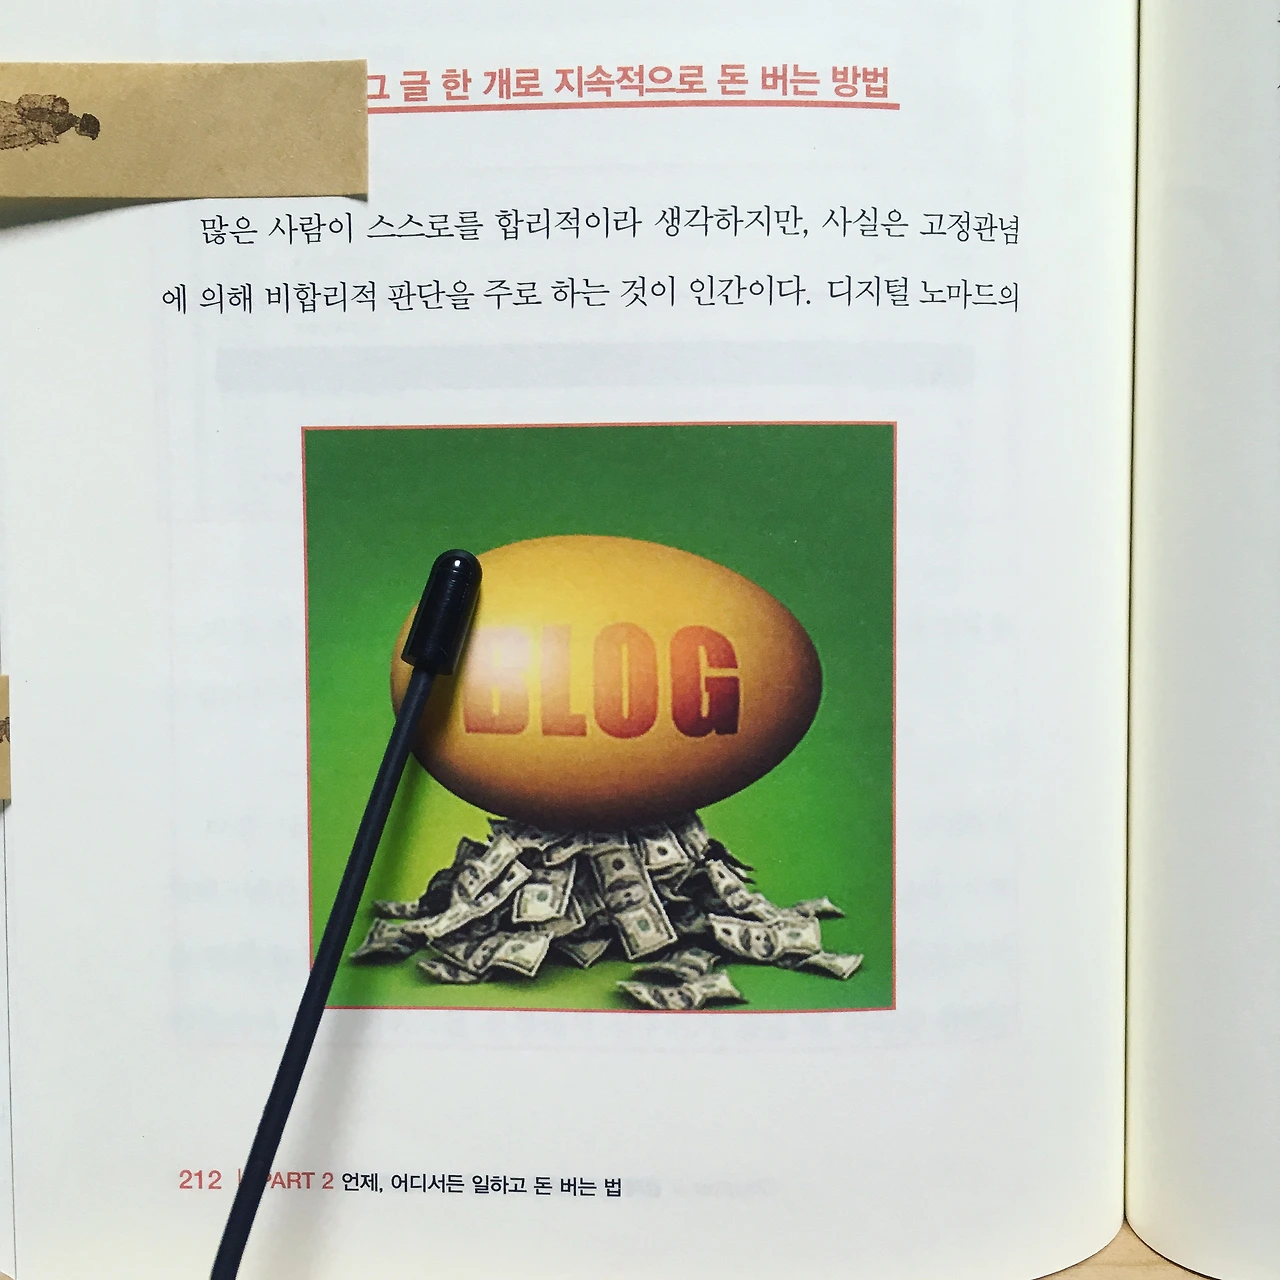 그 글 한 개로 지속적으로 돈 버는 방법
많은 사람이 스스로를 합리적이라 생각하지만, 사실은 고정관념
에 의해 비합리적 판단을 주로 하는 것이 인간이다. 디지털 노마드의
BLOG
212 PART 2 언제, 어디서든 일하고 돈 버는 법